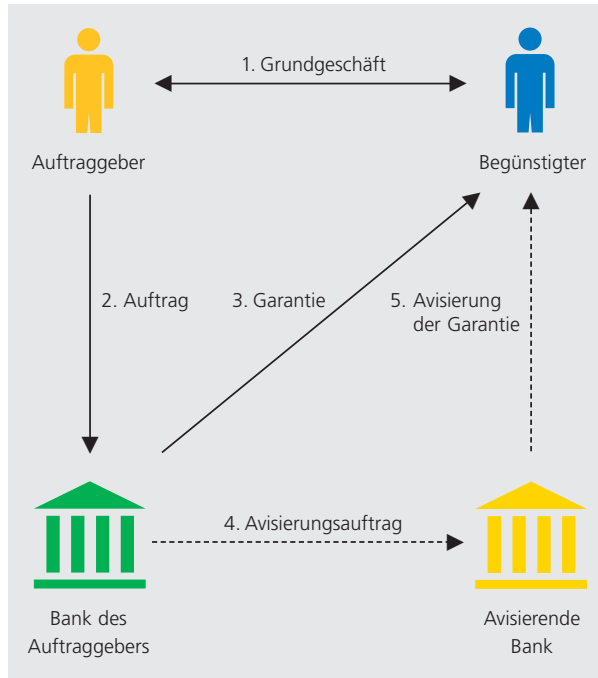 1. Grundgeschäft
Auftraggeber
Begünstigter
2. Auftrag
3. Garantie
5. Avisierung
der Garantie
4. Avisierungsauftrag
Bank des
Auftraggebers
Avisierende
Bank